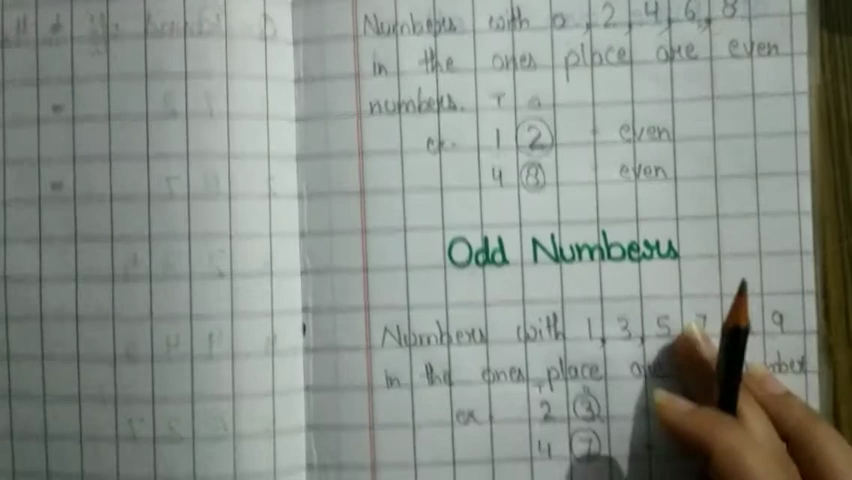 Numbers with 0, 2, 4, 6, 8
in the ones place are even
numbers. T O
ex. 1 2 even
4 8 even
Odd Numbers
Numbers with 1, 3, 5, 7, 9
in the ones place
ex 2 3
4 7